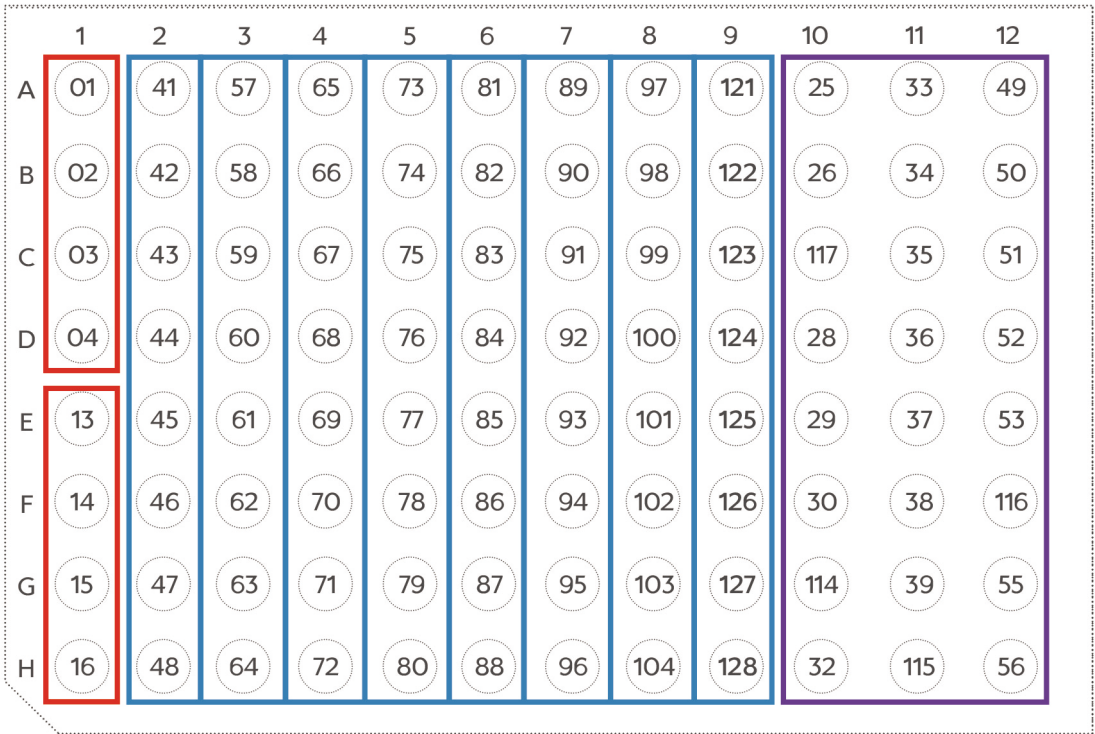 1 2 3 4 5 6 7 8 9 10 11 12
A 01 41 57 65 73 81 89 97 121 25 33 49
B 02 42 58 66 74 82 90 98 122 26 34 50
C 03 43 59 67 75 83 91 99 123 117 35 51
D 04 44 60 68 76 84 92 100 124 28 36 52
E 13 45 61 69 77 85 93 101 125 29 37 53
F 14 46 62 70 78 86 94 102 126 30 38 116
G 15 47 63 71 79 87 95 103 127 114 39 55
H 16 48 64 72 80 88 96 104 128 32 115 56